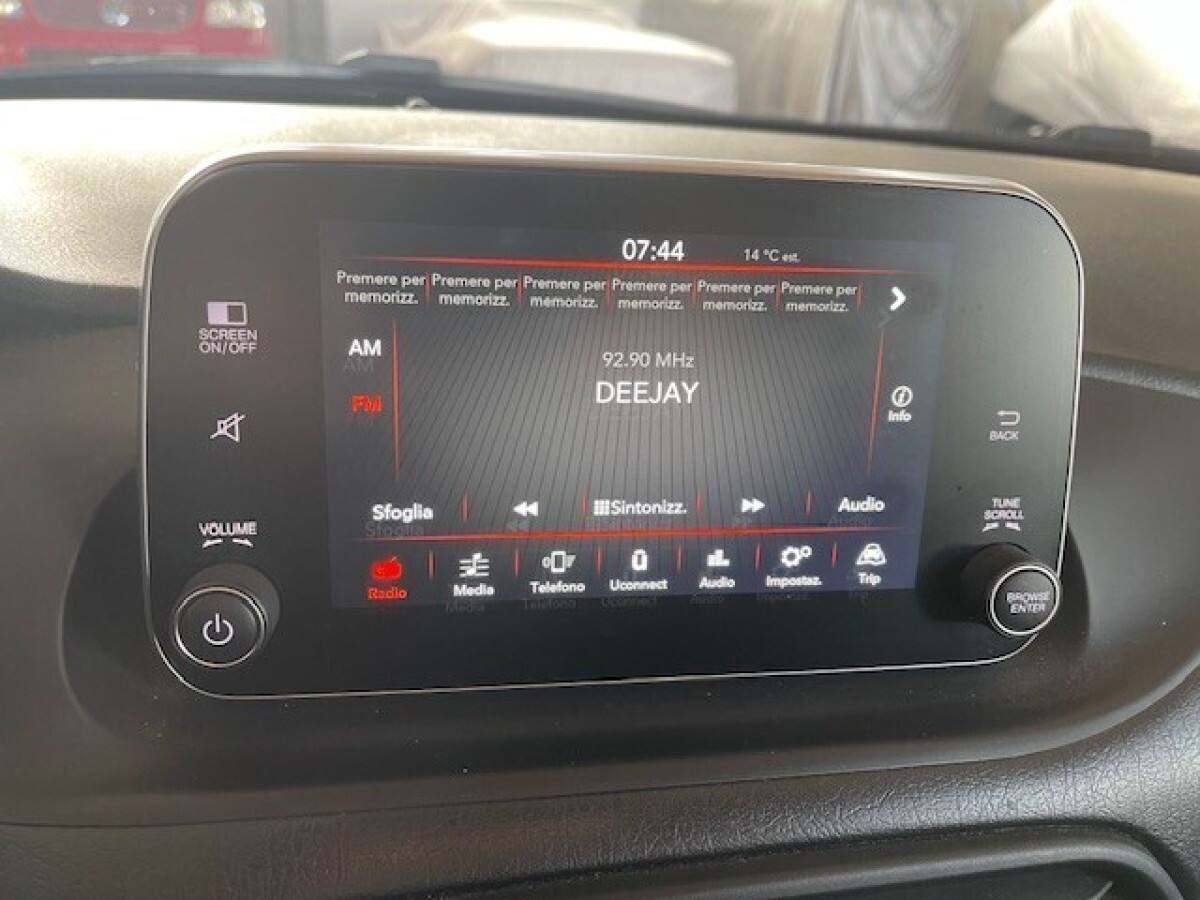 07:44
14 °C est.
Premere per memorizz.
Premere per memorizz.
Premere per memorizz.
Premere per memorizz.
Premere per memorizz.
Premere per memorizz.
SCREEN
ON/OFF
AM
92.90 MHz
DEEJAY
FM
Info
BACK
Sfoglia
Sintonizz.
Audio
VOLUME
TUNE
SCROLL
Radio
Media
Telefono
Uconnect
Audio
Impostaz.
Trip
BROWSE
ENTER